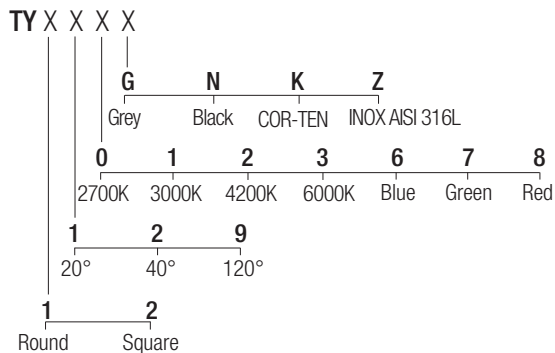 TY X X X X
G N K Z
Grey Black COR-TEN INOX AISI 316L
0 1 2 3 6 7 8
2700K 3000K 4200K 6000K Blue Green Red
1 2 9
20° 40° 120°
1 2
Round Square